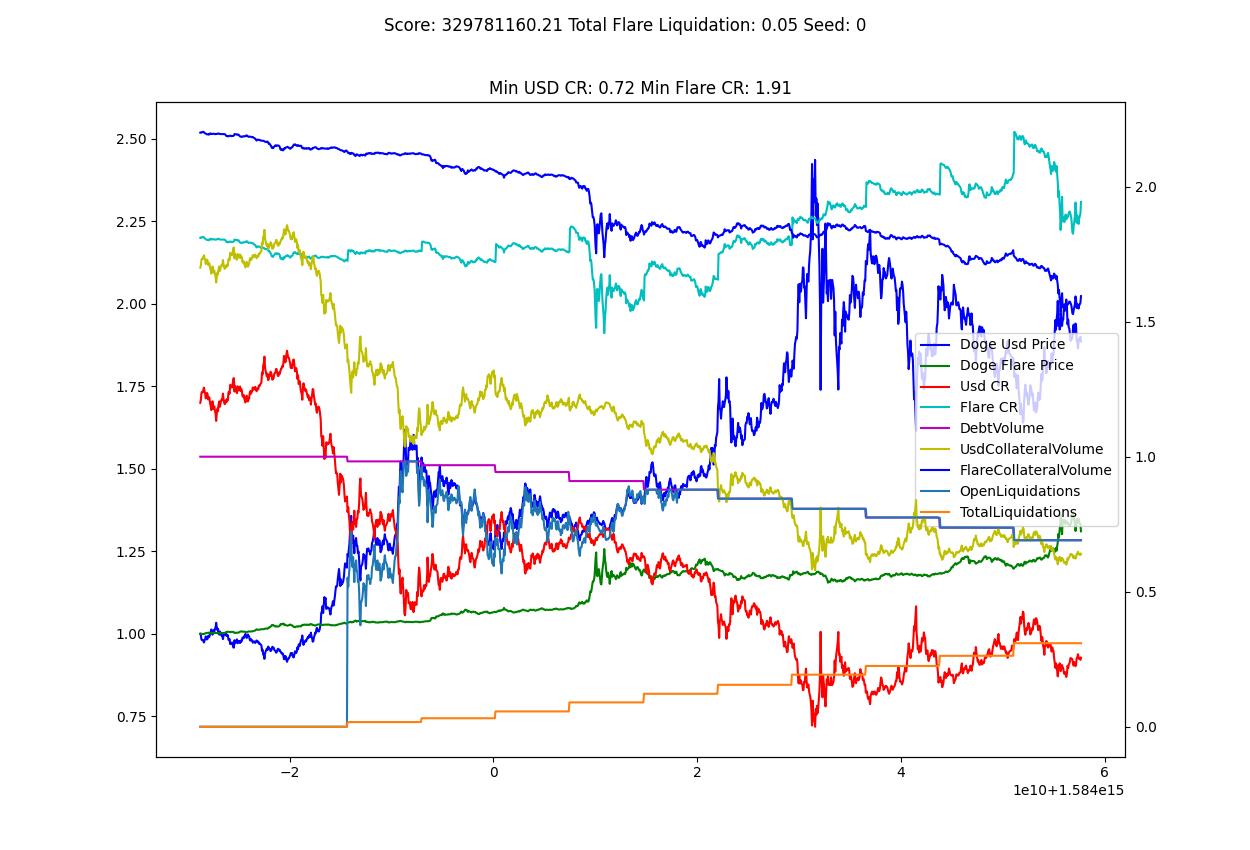 Score: 329781160.21 Total Flare Liquidation: 0.05 Seed: 0
Min USD CR: 0.72 Min Flare CR: 1.91
2.50
2.25
2.00
1.75
1.50
1.25
1.00
0.75
2.0
1.5
1.0
0.5
0.0
Doge Usd Price
Doge Flare Price
Usd CR
Flare CR
DebtVolume
UsdCollateralVolume
FlareCollateralVolume
OpenLiquidations
TotalLiquidations
−2 0 2 4 6
1e10+1.584e15